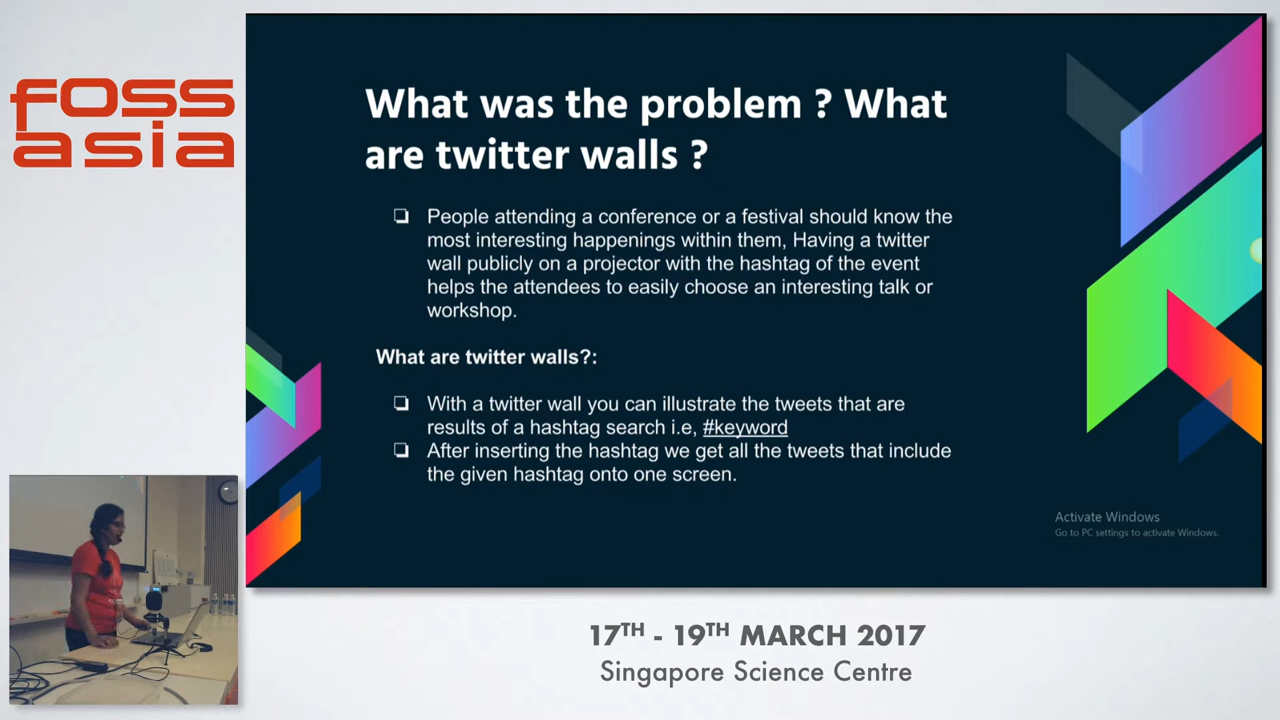 foss
asia
What was the problem ? What
are twitter walls ?
❏ People attending a conference or a festival should know the
most interesting happenings within them, Having a twitter
wall publicly on a projector with the hashtag of the event
helps the attendees to easily choose an interesting talk or
workshop.
What are twitter walls?:
❏ With a twitter wall you can illustrate the tweets that are
results of a hashtag search i.e, #keyword
❏ After inserting the hashtag we get all the tweets that include
the given hashtag onto one screen.
Activate Windows
Go to PC settings to activate Windows.
17TH - 19TH MARCH 2017
Singapore Science Centre